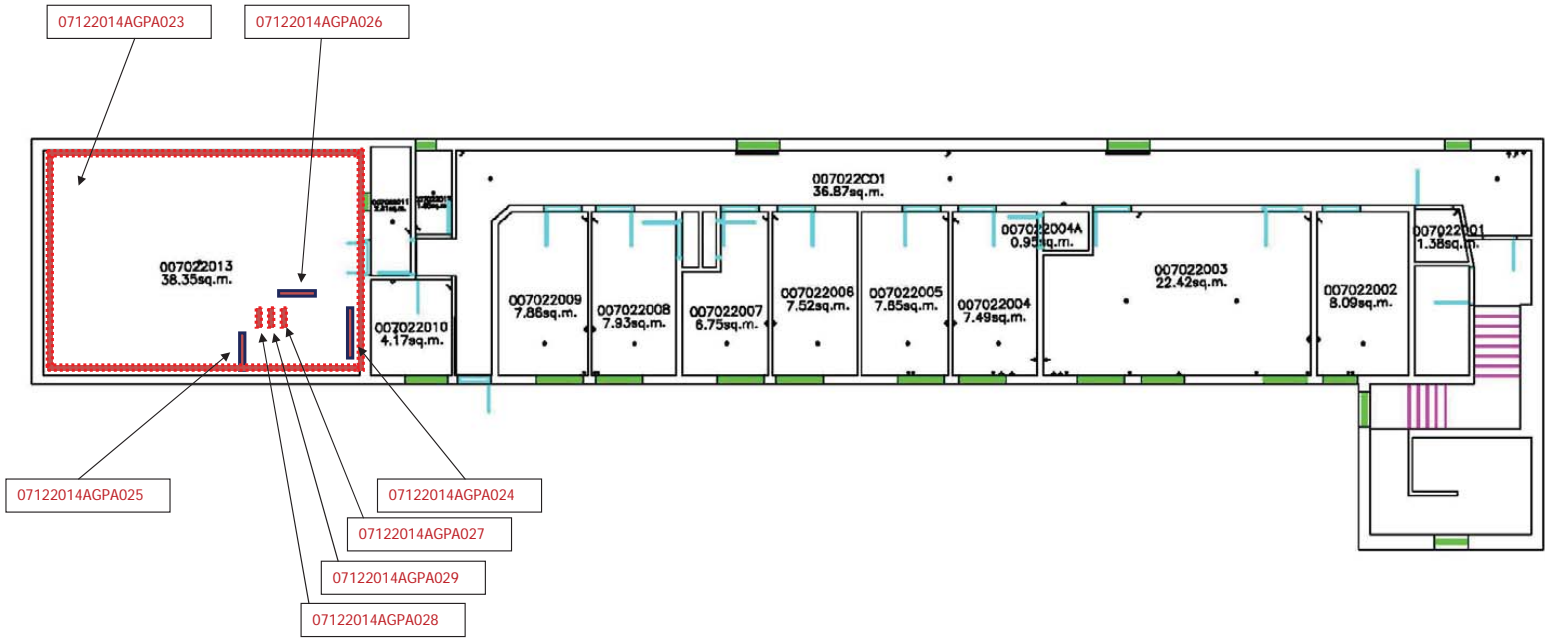 07122014AGPA023
07122014AGPA026
007022CO1
36.87sq.m.
007022004A
0.95sq.m.
007022001
1.38sq.m.
007022013
38.35sq.m.
007022003
22.42sq.m.
007022002
8.09sq.m.
007022009
7.86sq.m.
007022008
7.93sq.m.
007022007
6.75sq.m.
007022006
7.52sq.m.
007022005
7.85sq.m.
007022004
7.49sq.m.
007022010
4.17sq.m.
07122014AGPA025
07122014AGPA024
07122014AGPA027
07122014AGPA029
07122014AGPA028